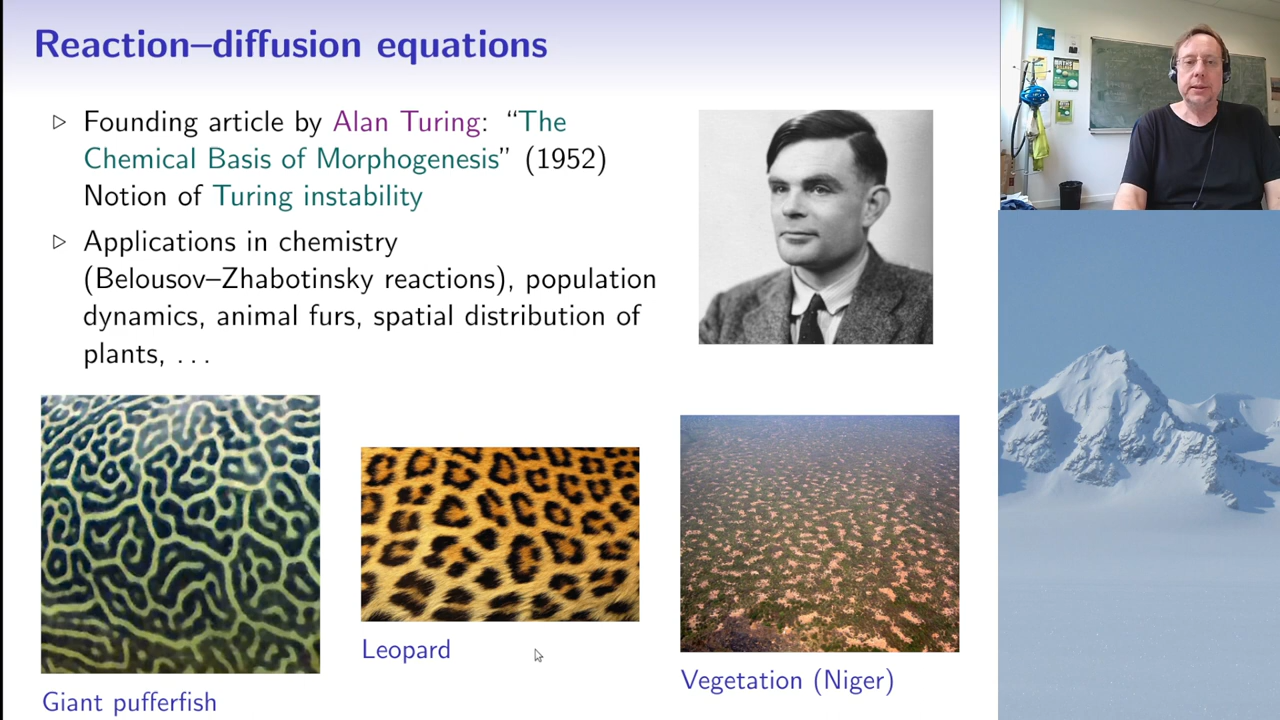 Reaction–diffusion equations
▷ Founding article by Alan Turing: “The
Chemical Basis of Morphogenesis” (1952)
Notion of Turing instability
▷ Applications in chemistry
(Belousov–Zhabotinsky reactions), population
dynamics, animal furs, spatial distribution of
plants, ...
Giant pufferfish
Leopard
Vegetation (Niger)